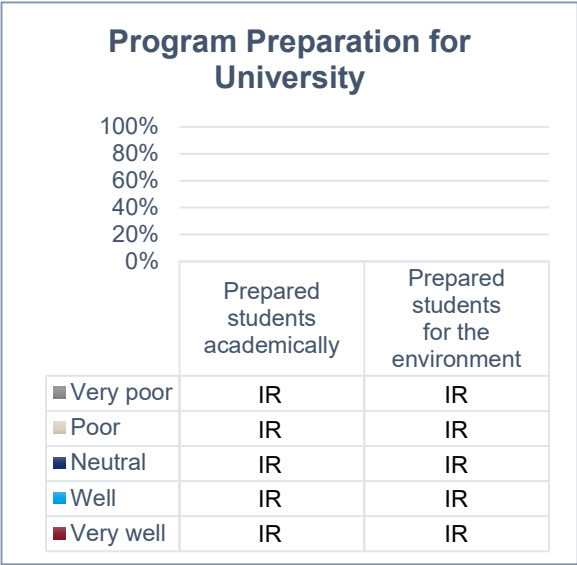 Program Preparation for
University
100%
80%
60%
40%
20%
0%
Prepared
students
academically
Prepared
students
for the
environment
Very poor IR IR
Poor IR IR
Neutral IR IR
Well IR IR
Very well IR IR